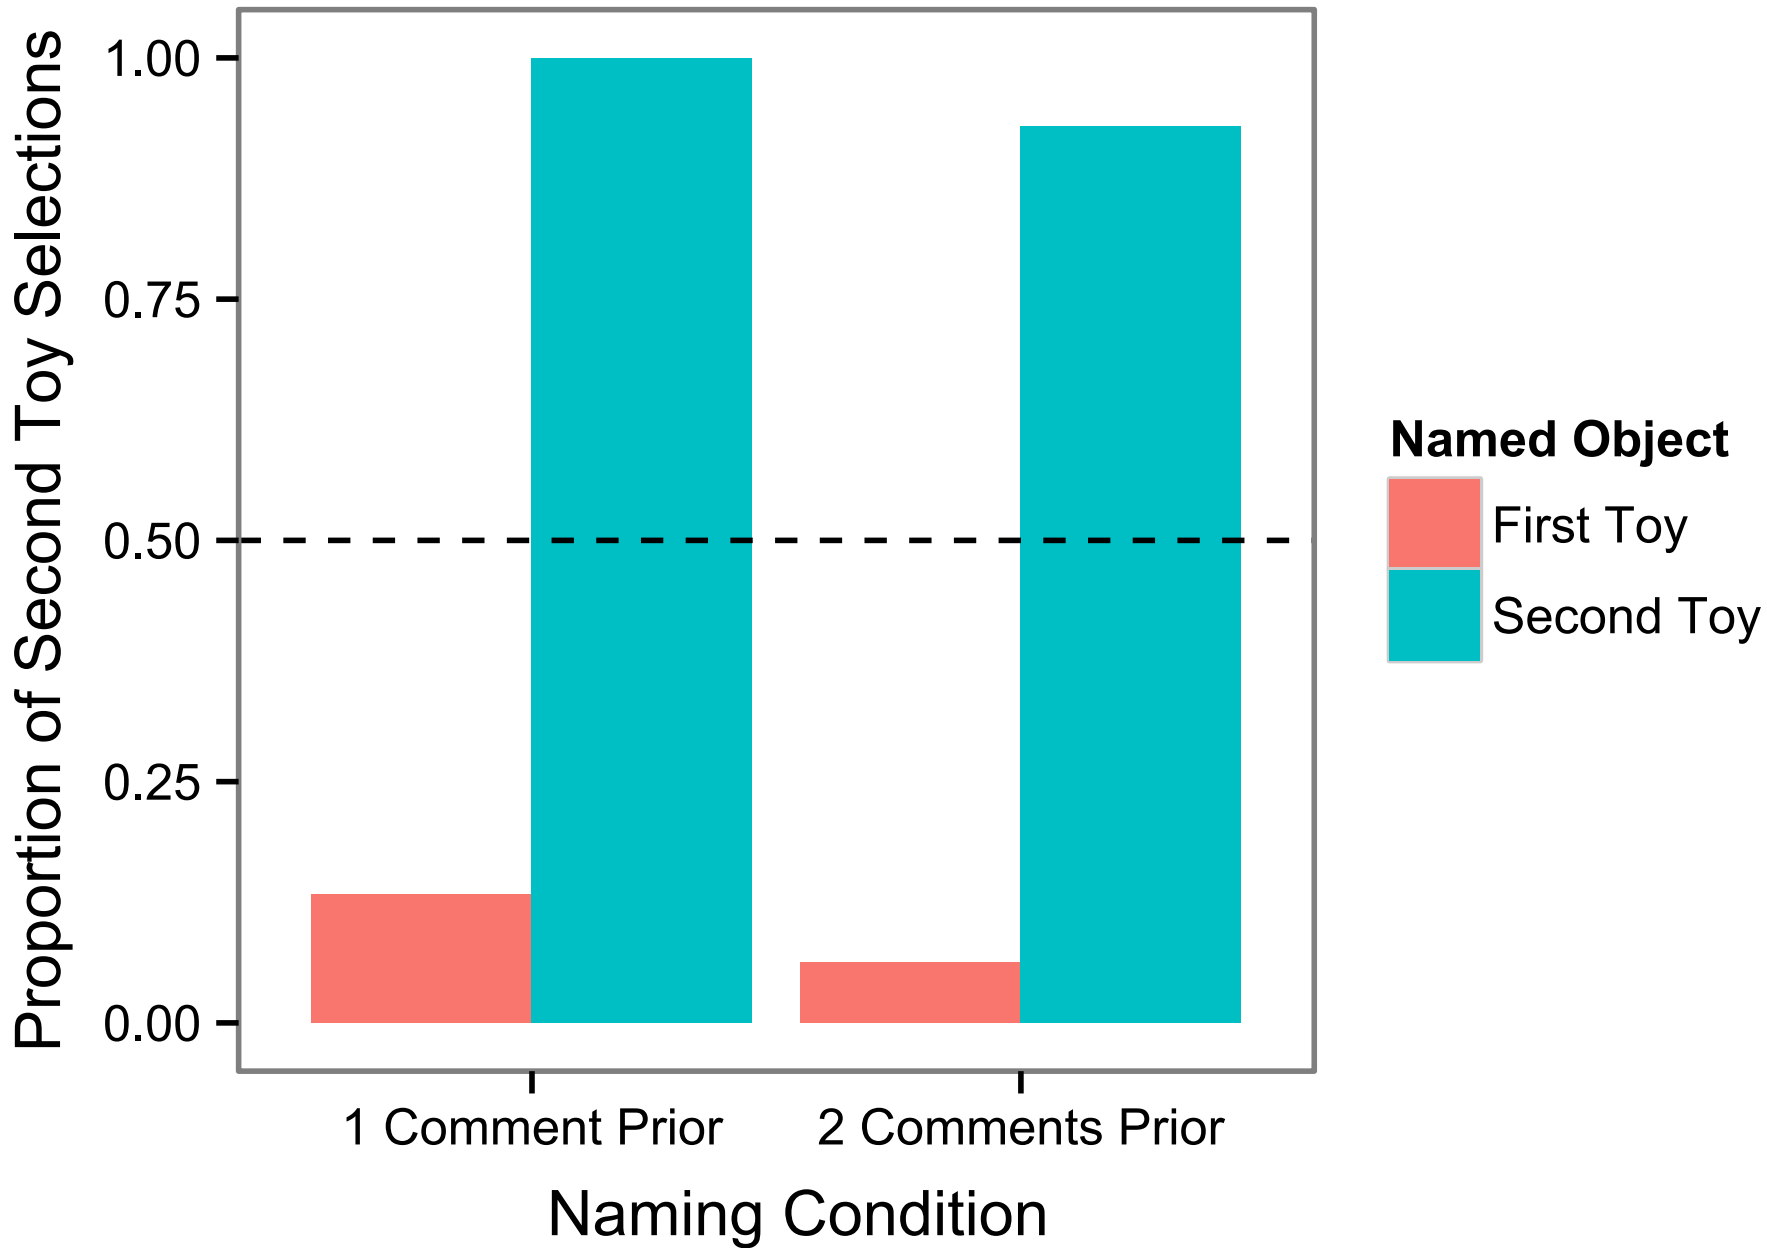 Proportion of Second Toy Selections
1.00
0.75
0.50
0.25
0.00
1 Comment Prior
2 Comments Prior
Naming Condition
Named Object
First Toy
Second Toy